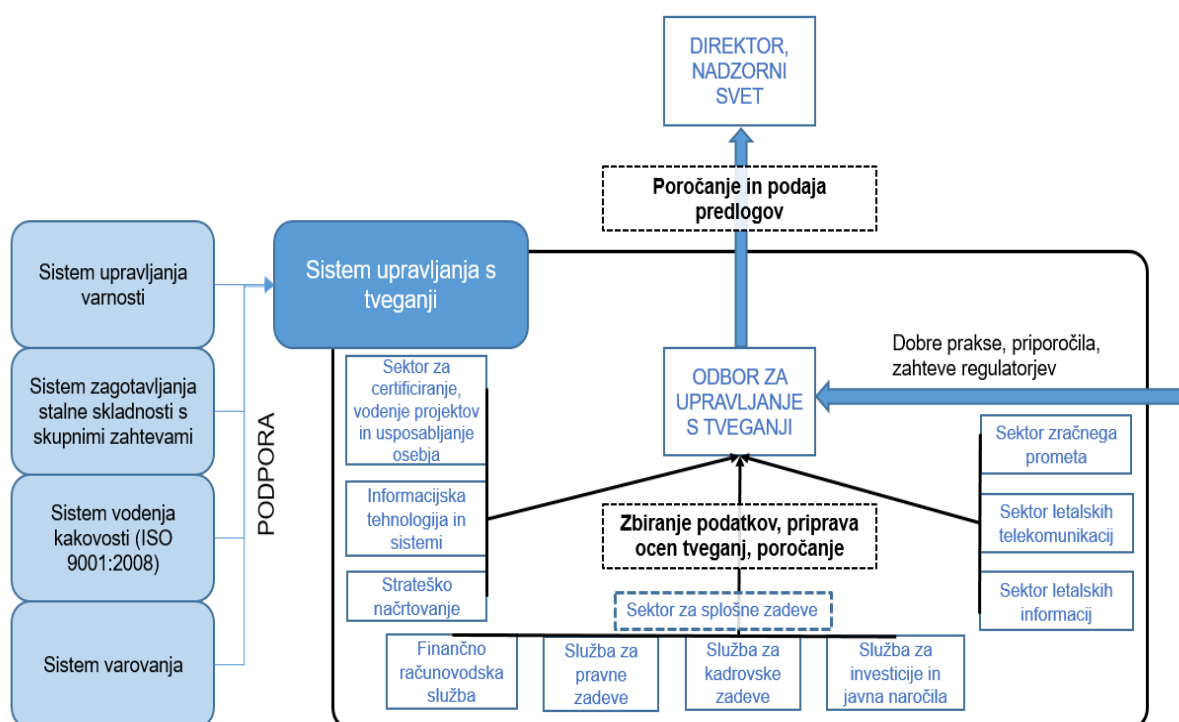 DIREKTOR,
NADZORNI
SVET
Poročanje in podaja
predlogov
Sistem upravljanja
varnosti
Sistem zagotavljanja
stalne skladnosti s
skupnimi zahtevami
Sistem vodenja
kakovosti (ISO
9001:2008)
Sistem varovanja
PODPORA
Sistem upravljanja s
tveganji
Sektor za
certificiranje,
vodenje projektov
in usposabljanje
osebja
Informacijska
tehnologija in
sistemi
Strateško
načrtovanje
ODBOR ZA
UPRAVLJANJE
S TVEGANJI
Dobre prakse, priporočila,
zahteve regulatorjev
Sektor zračnega
prometa
Sektor letalskih
telekomunikacij
Sektor letalskih
informacij
Zbiranje podatkov, priprava
ocen tveganj, poročanje
Sektor za splošne zadeve
Finančno
računovodska
služba
Služba za
pravne
zadeve
Služba za
kadrovske
zadeve
Služba za
investicije in
javna naročila